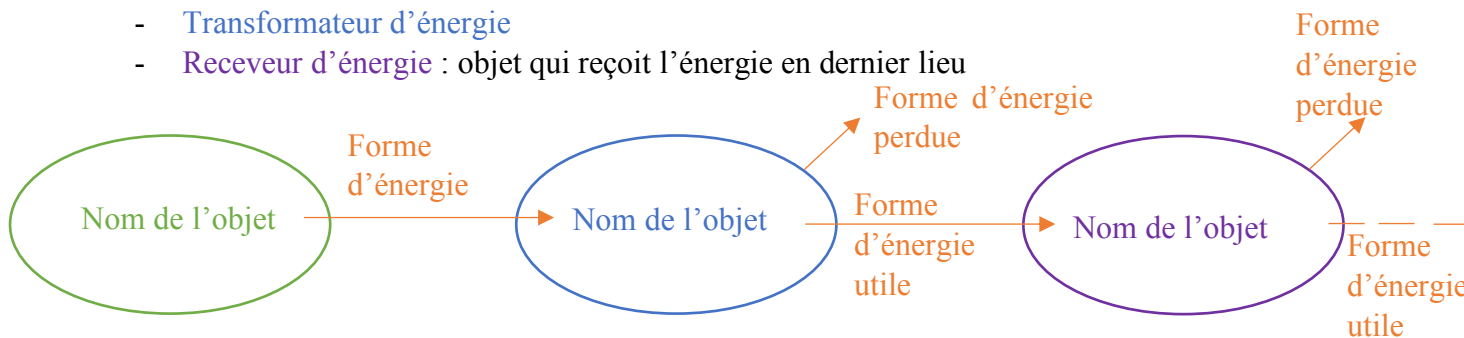 - Transformateur d’énergie
- Receveur d’énergie : objet qui reçoit l’énergie en dernier lieu
Nom de l’objet
Forme
d’énergie
Nom de l’objet
Forme d’énergie
perdue
Forme
d’énergie
utile
Nom de l’objet
Forme
d’énergie
perdue
Forme
d’énergie
utile